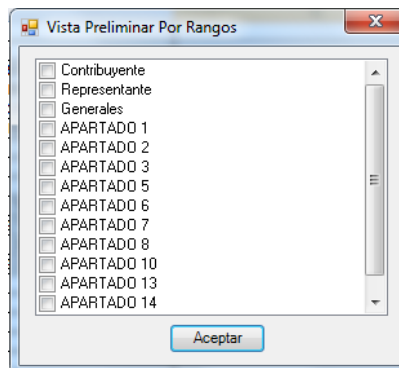 Vista Preliminar Por Rangos
Contribuyente
Representante
Generales
APARTADO 1
APARTADO 2
APARTADO 3
APARTADO 5
APARTADO 6
APARTADO 7
APARTADO 8
APARTADO 10
APARTADO 13
APARTADO 14
Aceptar